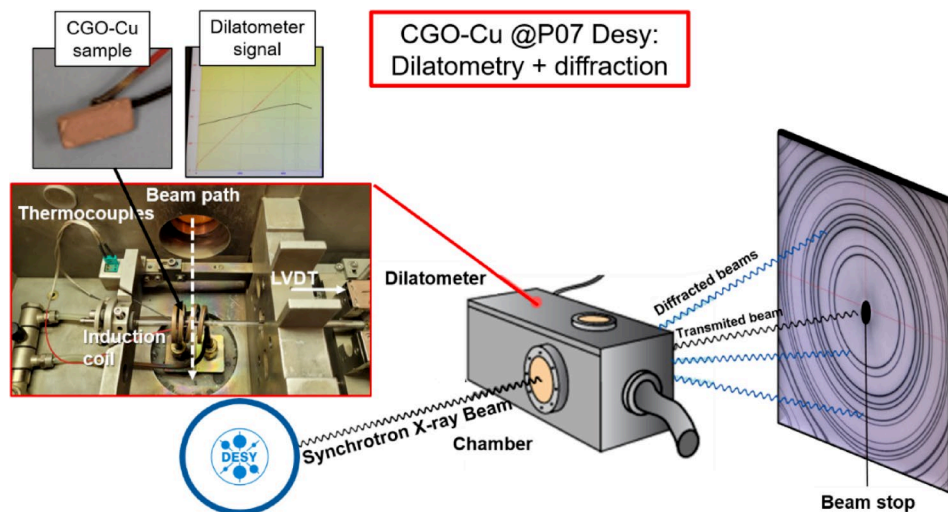 CGO-Cu
sample
Dilatometer
signal
CGO-Cu @P07 Desy:
Dilatometry + diffraction
Beam path
Thermocouples
LVDT
Induction
coil
Dilatometer
Diffracted beams
Transmited beam
Synchrotron X-ray Beam
Chamber
DESY
Beam stop